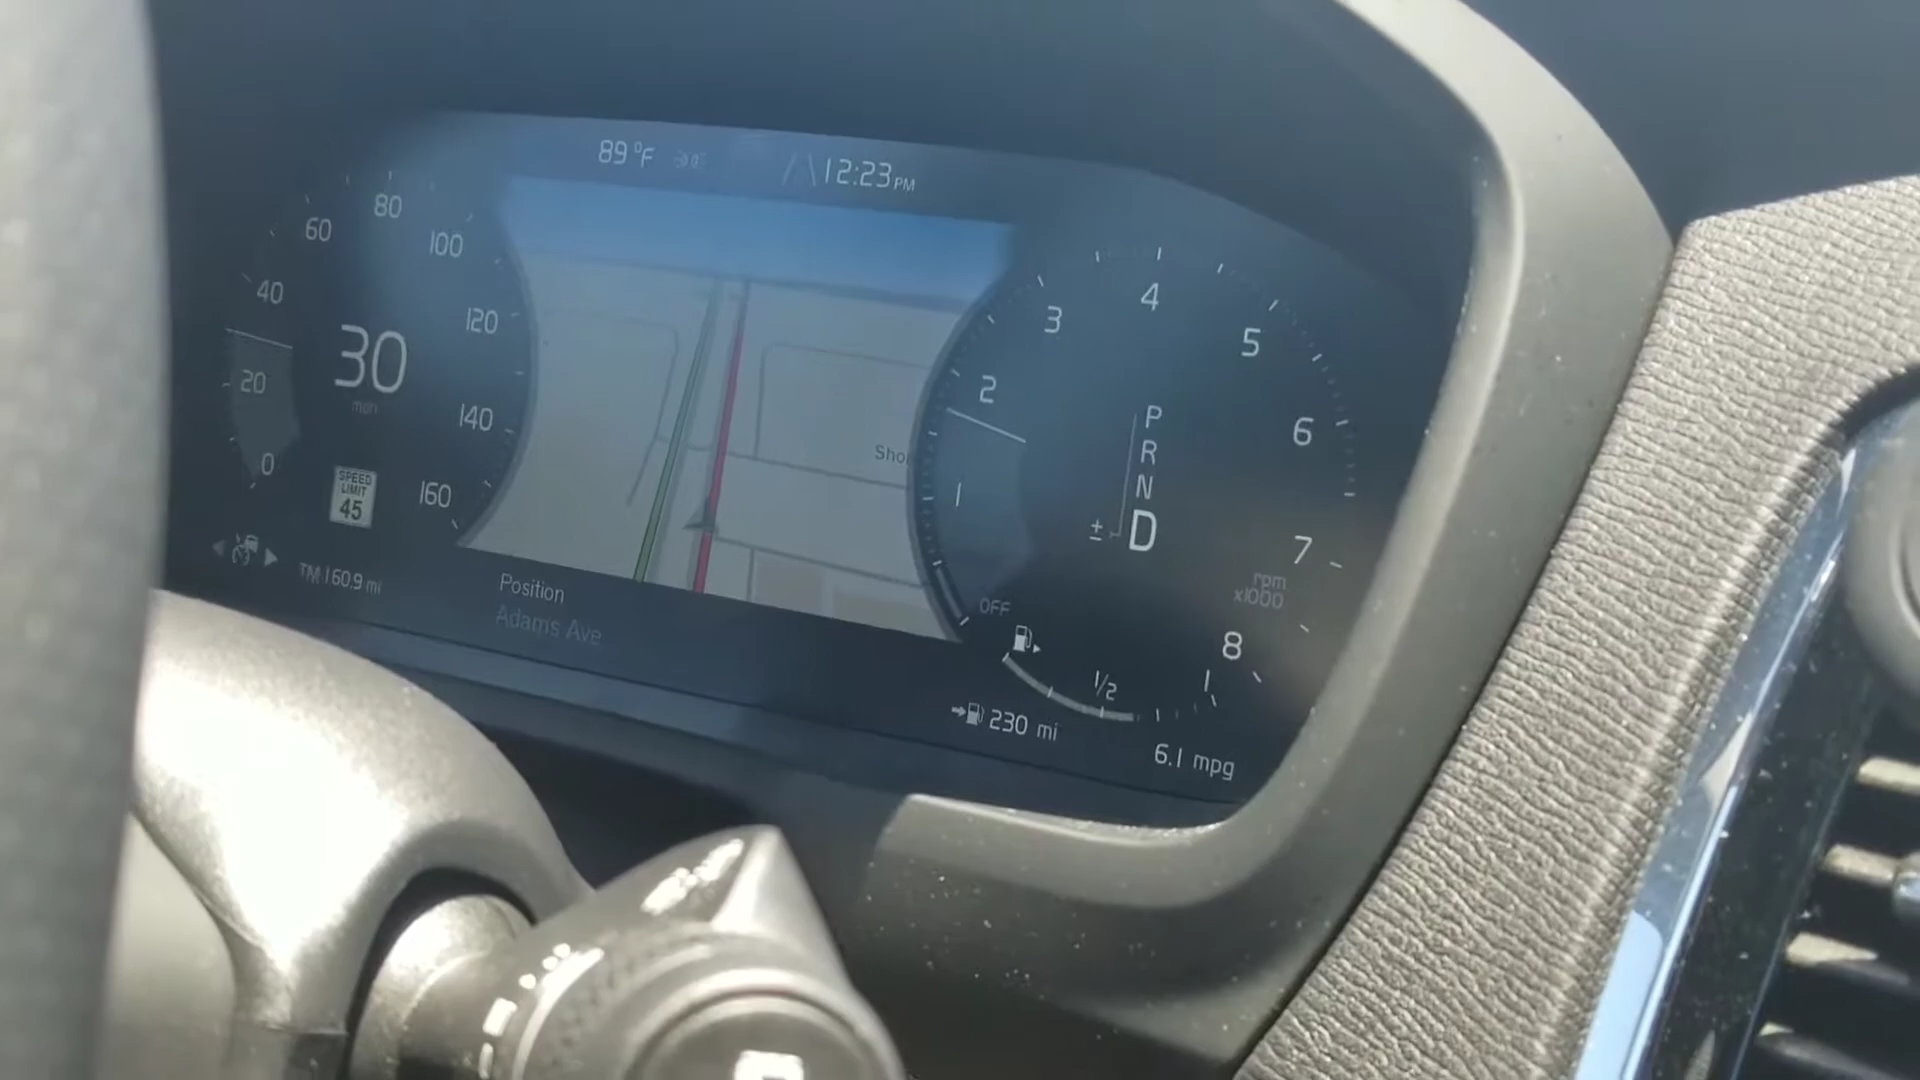 89 °F
12:23 PM
0
20
40
60
80
100
120
140
160
30
mph
SPEED
LIMIT
45
TM 160.9 mi
Position
Adams Ave
1
2
3
4
5
6
7
8
rpm
x1000
P
R
N
D
±
OFF
1/2
1
230 mi
6.1 mpg